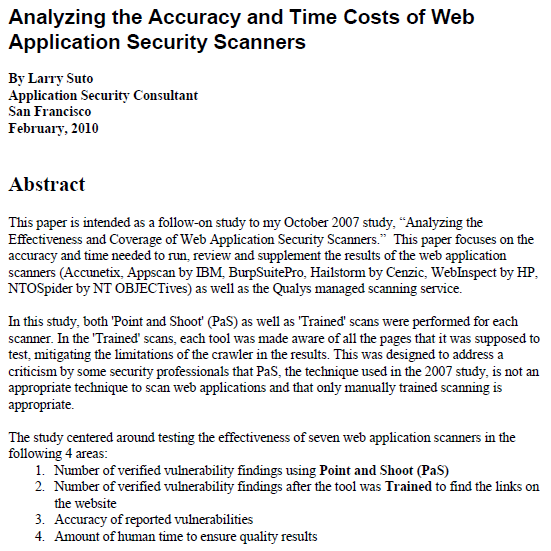 Analyzing the Accuracy and Time Costs of Web
Application Security Scanners
By Larry Suto
Application Security Consultant
San Francisco
February, 2010
Abstract
This paper is intended as a follow-on study to my October 2007 study, “Analyzing the
Effectiveness and Coverage of Web Application Security Scanners.” This paper focuses on the
accuracy and time needed to run, review and supplement the results of the web application
scanners (Accunetix, Appscan by IBM, BurpSuitePro, Hailstorm by Cenzic, WebInspect by HP,
NTOSpider by NT OBJECTives) as well as the Qualys managed scanning service.
In this study, both 'Point and Shoot' (PaS) as well as 'Trained' scans were performed for each
scanner. In the 'Trained' scans, each tool was made aware of all the pages that it was supposed to
test, mitigating the limitations of the crawler in the results. This was designed to address a
criticism by some security professionals that PaS, the technique used in the 2007 study, is not an
appropriate technique to scan web applications and that only manually trained scanning is
appropriate.
The study centered around testing the effectiveness of seven web application scanners in the
following 4 areas:
1. Number of verified vulnerability findings using Point and Shoot (PaS)
2. Number of verified vulnerability findings after the tool was Trained to find the links on
the website
3. Accuracy of reported vulnerabilities
4. Amount of human time to ensure quality results